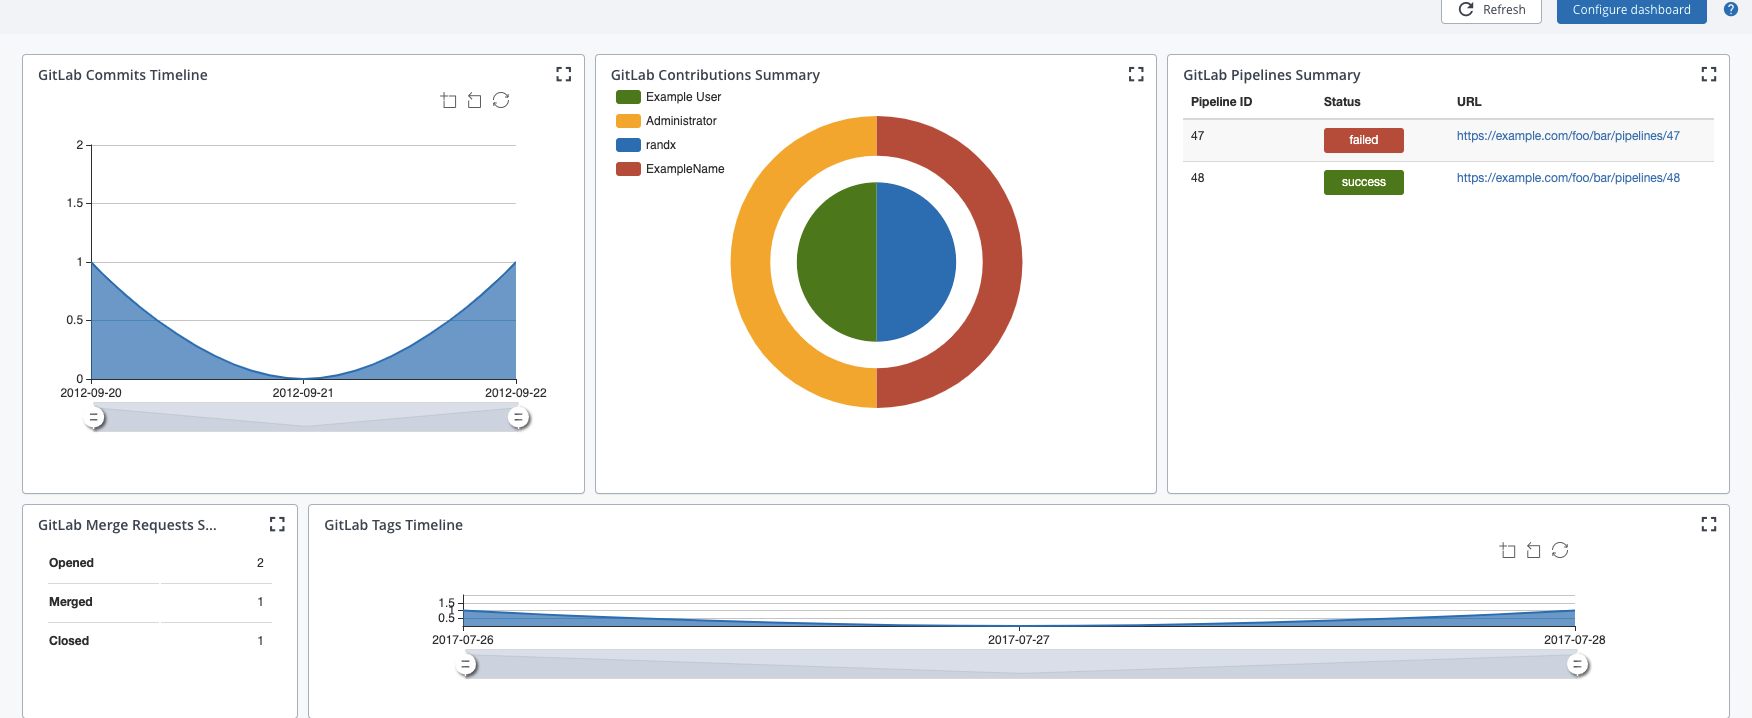 Refresh
Configure dashboard
?
GitLab Commits Timeline
2
1.5
1
0.5
0
2012-09-20
2012-09-21
2012-09-22
GitLab Contributions Summary
Example User
Administrator
randx
ExampleName
GitLab Pipelines Summary
Pipeline ID Status URL
47 failed https://example.com/foo/bar/pipelines/47
48 success https://example.com/foo/bar/pipelines/48
GitLab Merge Requests S...
Opened 2
Merged 1
Closed 1
GitLab Tags Timeline
1.5
1
0.5
2017-07-26
2017-07-27
2017-07-28